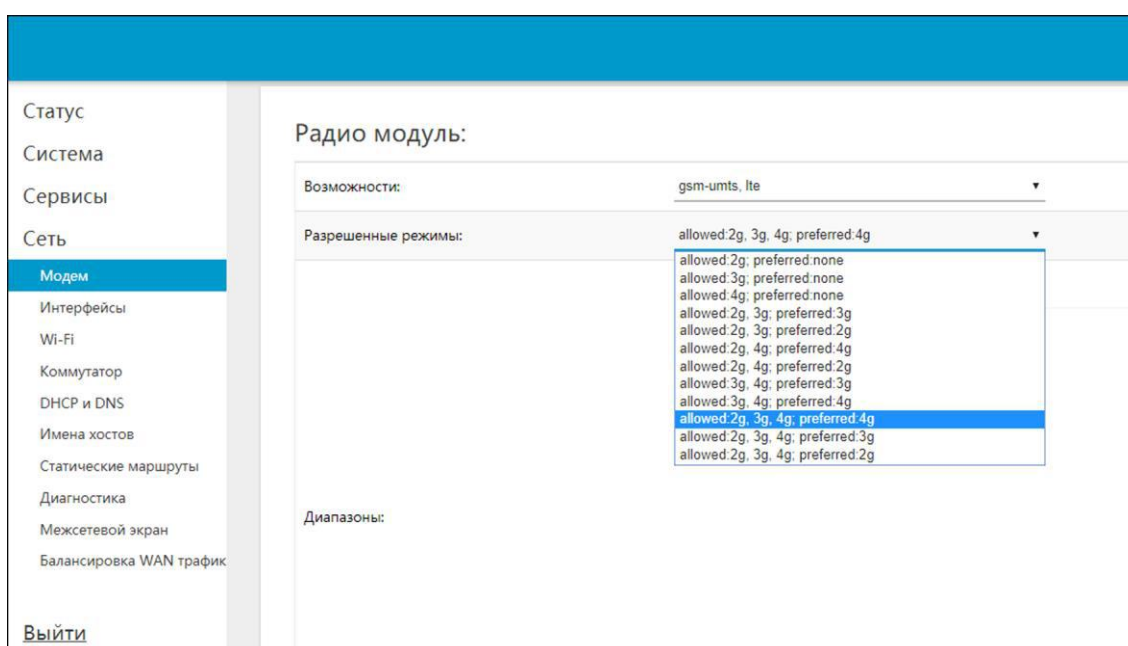 Статус
Система
Сервисы
Сеть
Модем
Интерфейсы
Wi-Fi
Коммутатор
DHCP и DNS
Имена хостов
Статические маршруты
Диагностика
Межсетевой экран
Балансировка WAN трафик
Выйти
Радио модуль:
Возможности: gsm-umts, lte
Разрешенные режимы: allowed:2g, 3g, 4g; preferred:4g
allowed:2g; preferred:none
allowed:3g; preferred:none
allowed:4g; preferred:none
allowed:2g, 3g; preferred:3g
allowed:2g, 3g; preferred:2g
allowed:2g, 4g; preferred:4g
allowed:2g, 4g; preferred:2g
allowed:3g, 4g; preferred:3g
allowed:3g, 4g; preferred:4g
allowed:2g, 3g, 4g; preferred:4g
allowed:2g, 3g, 4g; preferred:3g
allowed:2g, 3g, 4g; preferred:2g
Диапазоны: